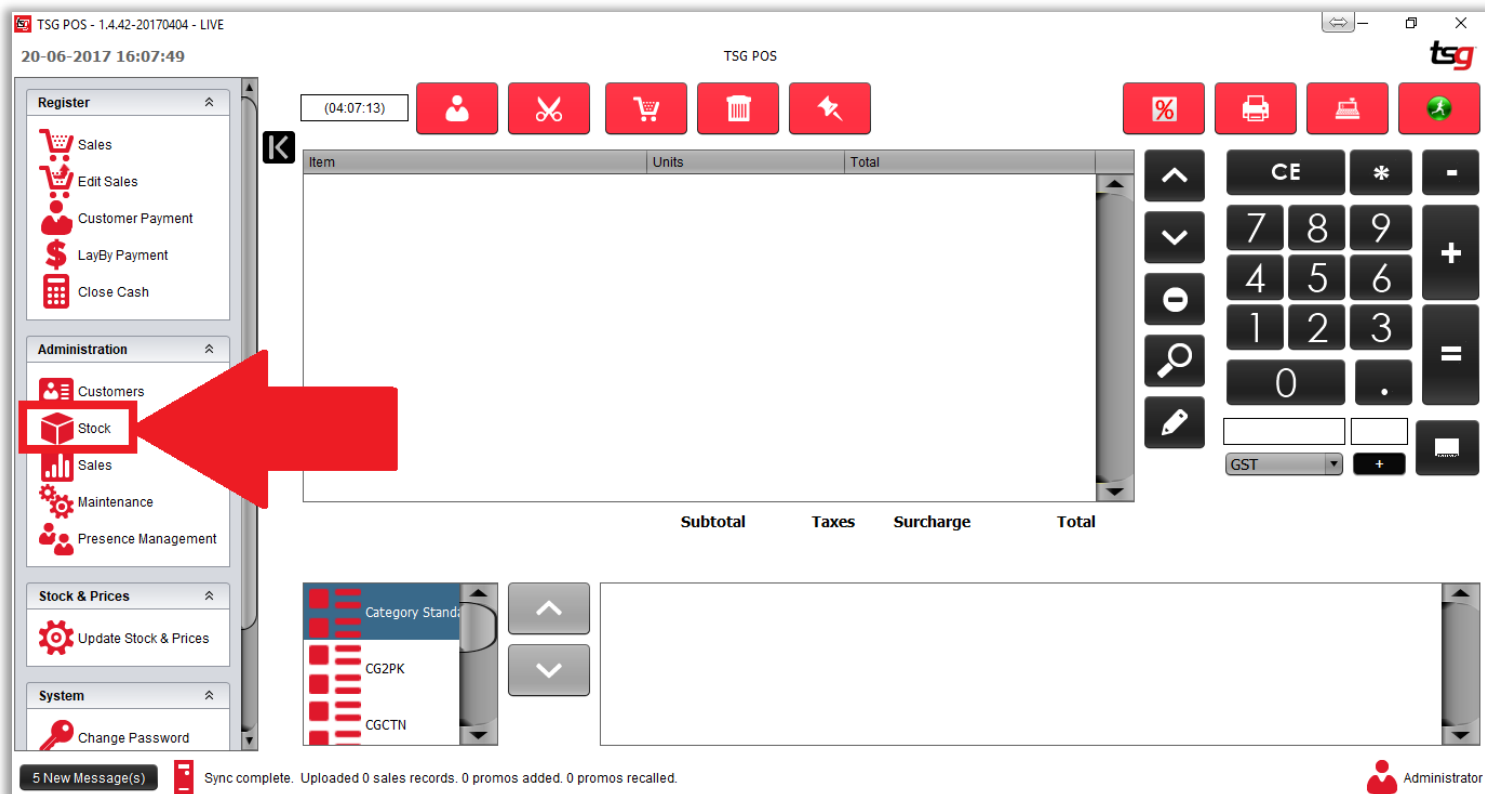 TSG POS - 1.4.42-20170404 - LIVE
20-06-2017 16:07:49
TSG POS
tsg
Register
Sales
Edit Sales
Customer Payment
LayBy Payment
Close Cash
Administration
Customers
Stock
Sales
Maintenance
Presence Management
Stock & Prices
Update Stock & Prices
System
Change Password
(04:07:13)
%
Item Units Total
CE * -
7 8 9 +
4 5 6
1 2 3 =
0 .
GST +
Subtotal Taxes Surcharge Total
Category Standa
CG2PK
CGCTN
5 New Message(s)
Sync complete. Uploaded 0 sales records. 0 promos added. 0 promos recalled.
Administrator